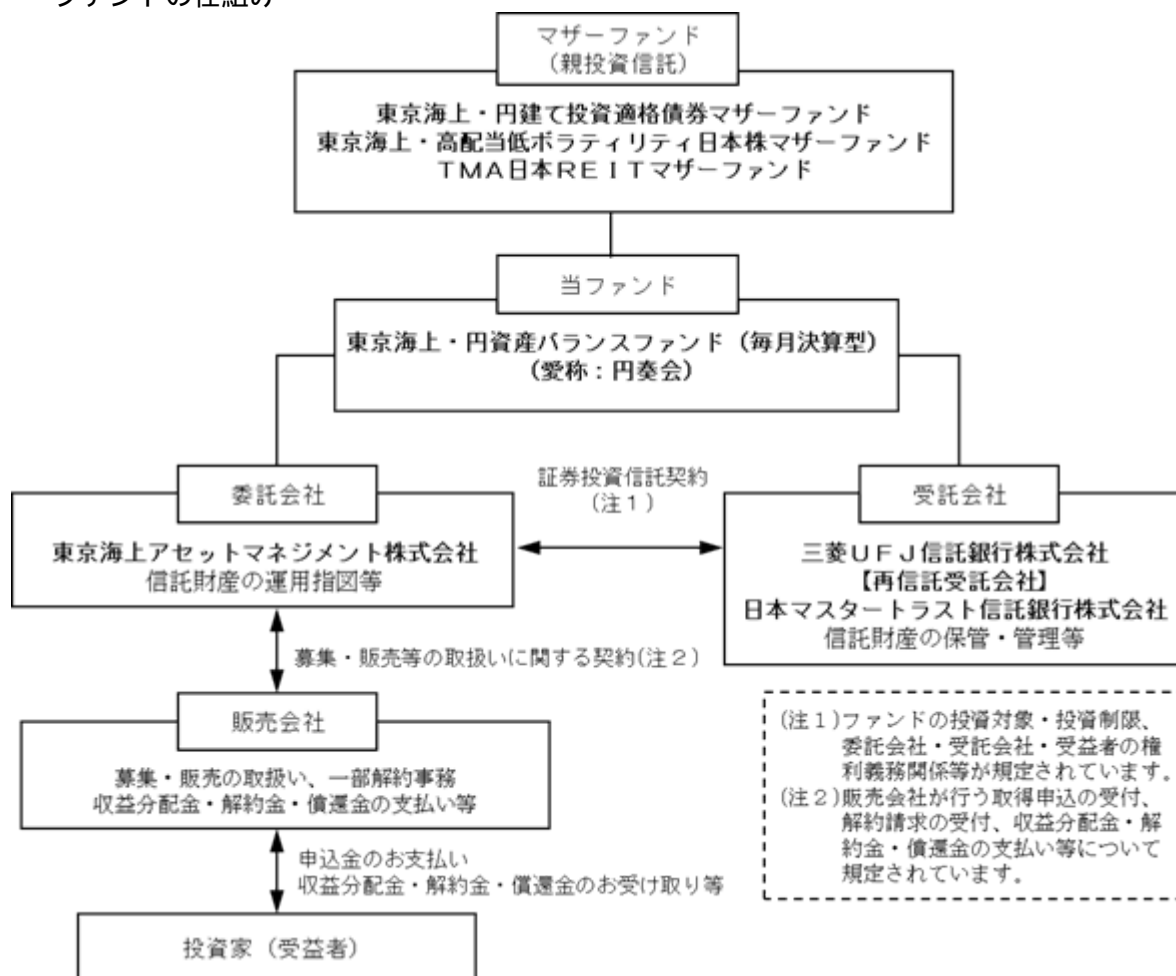 ファンドの仕組み
マザーファンド
(親投資信託)
東京海上・円建て投資適格債券マザーファンド
東京海上・高配当低ボラティリティ日本株マザーファンド
TMA日本REITマザーファンド
当ファンド
東京海上・円資産バランスファンド(毎月決算型)
(愛称:円奏会)
委託会社
東京海上アセットマネジメント株式会社
信託財産の運用指図等
証券投資信託契約
(注1)
受託会社
三菱UFJ信託銀行株式会社
【再信託受託会社】
日本マスタートラスト信託銀行株式会社
信託財産の保管・管理等
募集・販売等の取扱いに関する契約(注2)
販売会社
募集・販売の取扱い、一部解約事務
収益分配金・解約金・償還金の支払い等
申込金のお支払い
収益分配金・解約金・償還金のお受け取り等
投資家(受益者)
(注1)ファンドの投資対象・投資制限、
委託会社・受託会社・受益者の権
利義務関係等が規定されています。
(注2)販売会社が行う取得申込の受付、
解約請求の受付、収益分配金・解
約金・償還金の支払い等について
規定されています。